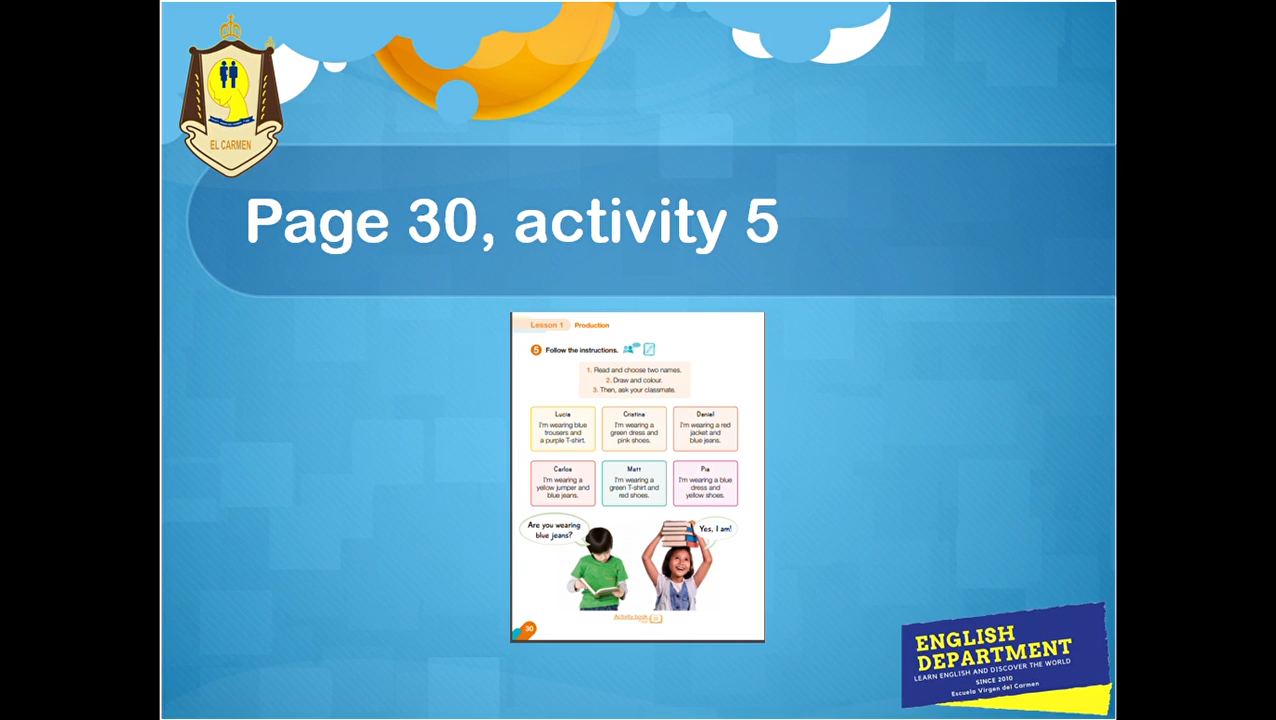 EL CARMEN
Page 30, activity 5
Lesson 1 Production
5 Follow the instructions.
1. Read and choose two names.
2. Draw and colour.
3. Then, ask your classmate.
Lucia
I'm wearing blue
trousers and
a purple T-shirt.
Cristina
I'm wearing a
green dress and
pink shoes.
Daniel
I'm wearing a red
jacket and
blue jeans.
Carlos
I'm wearing a
yellow jumper and
blue jeans.
Matt
I'm wearing a
green T-shirt and
red shoes.
Pia
I'm wearing a blue
dress and
yellow shoes.
Are you wearing
blue jeans?
Yes, I am!
Activity book
30
ENGLISH
DEPARTMENT
LEARN ENGLISH AND DISCOVER THE WORLD
SINCE 2010
Escuela Virgen del Carmen